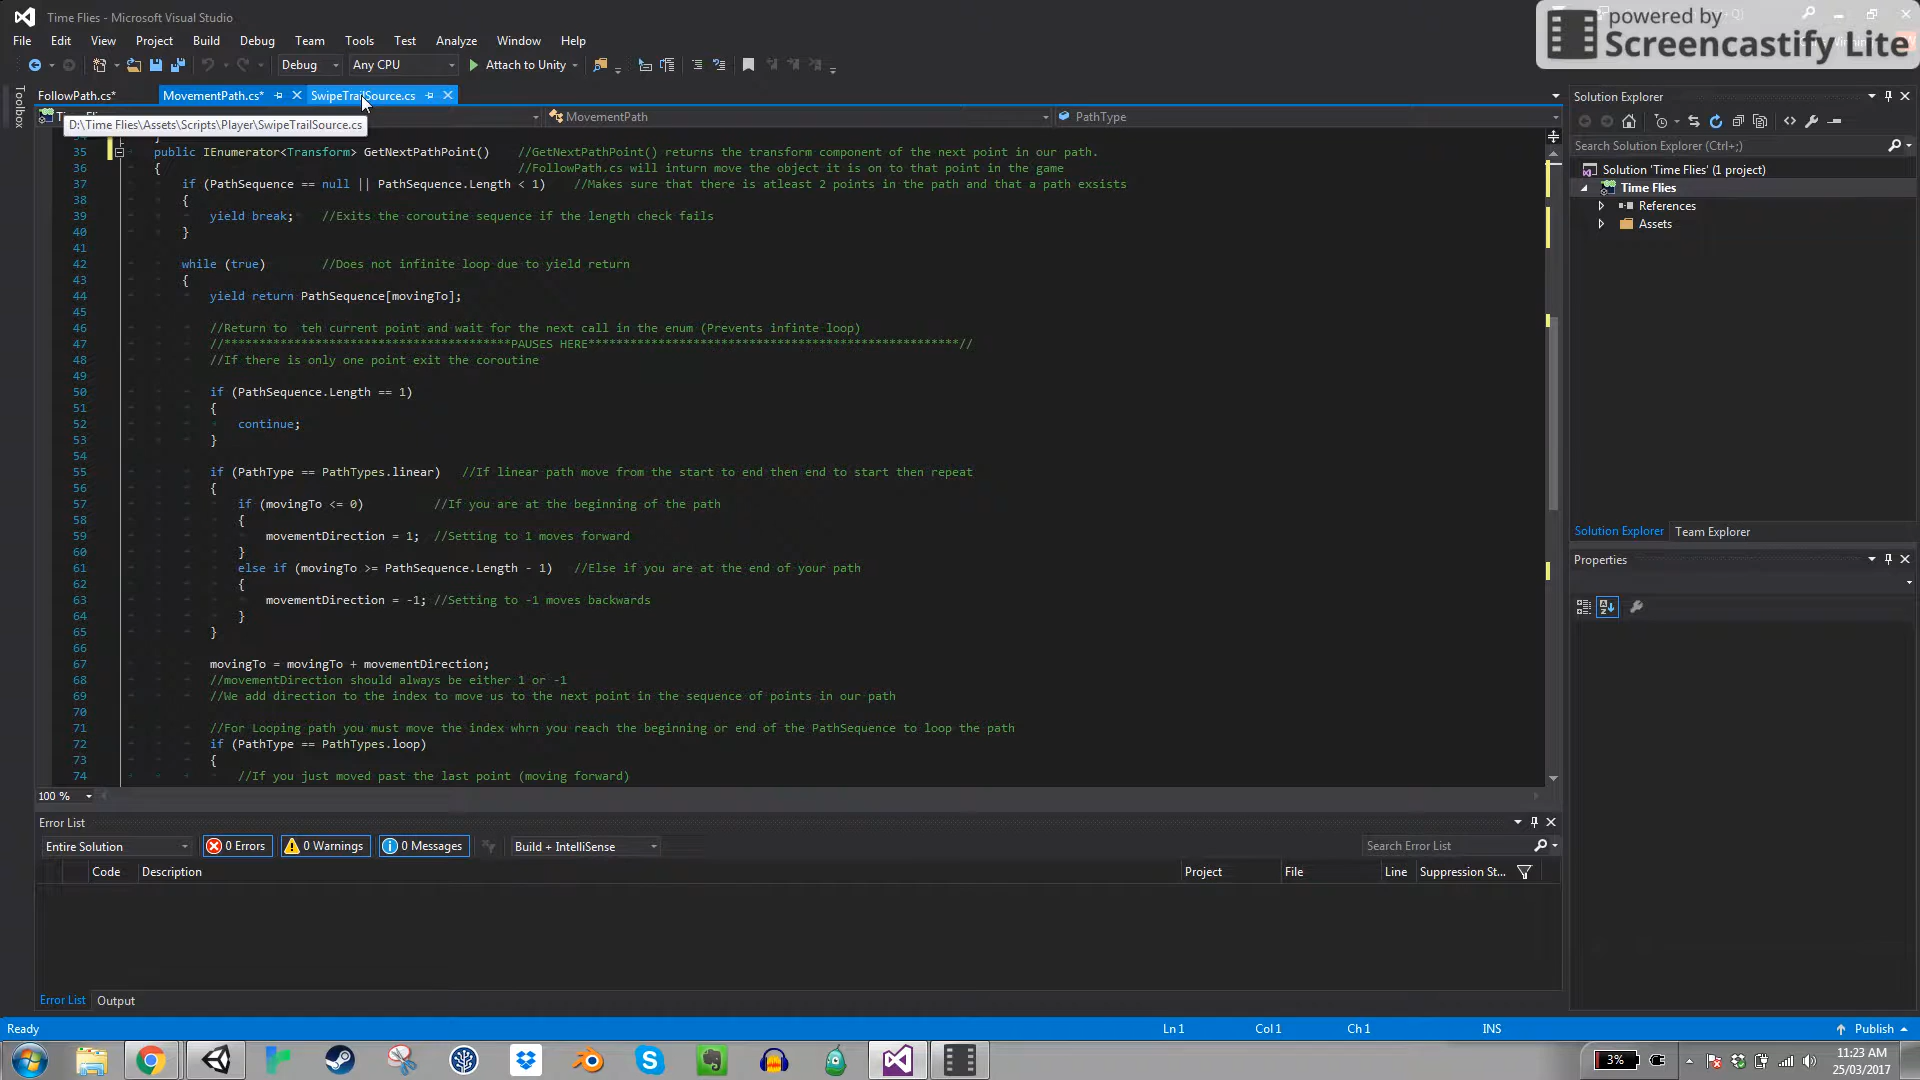 Time Flies - Microsoft Visual Studio
powered by
Screencastify Lite
File Edit View Project Build Debug Team Tools Test Analyze Window Help
Debug Any CPU Attach to Unity
FollowPath.cs* MovementPath.cs* SwipeTrailSource.cs
MovementPath PathType
D:\Time Flies\Assets\Scripts\Player\SwipeTrailSource.cs
Toolbox
35 public IEnumerator<Transform> GetNextPathPoint() //GetNextPathPoint() returns the transform component of the next point in our path.
36 { //FollowPath.cs will inturn move the object it is on to that point in the game
37 if (PathSequence == null || PathSequence.Length < 1) //Makes sure that there is atleast 2 points in the path and that a path exsists
38 {
39 yield break; //Exits the coroutine sequence if the length check fails
40 }
41
42 while (true) //Does not infinite loop due to yield return
43 {
44 yield return PathSequence[movingTo];
45
46 //Return to teh current point and wait for the next call in the enum (Prevents infinte loop)
47 //*****************************************PAUSES HERE*****************************************************//
48 //If there is only one point exit the coroutine
49
50 if (PathSequence.Length == 1)
51 {
52 continue;
53 }
54
55 if (PathType == PathTypes.linear) //If linear path move from the start to end then end to start then repeat
56 {
57 if (movingTo <= 0) //If you are at the beginning of the path
58 {
59 movementDirection = 1; //Setting to 1 moves forward
60 }
61 else if (movingTo >= PathSequence.Length - 1) //Else if you are at the end of your path
62 {
63 movementDirection = -1; //Setting to -1 moves backwards
64 }
65 }
66
67 movingTo = movingTo + movementDirection;
68 //movementDirection should always be either 1 or -1
69 //We add direction to the index to move us to the next point in the sequence of points in our path
70
71 //For Looping path you must move the index whrn you reach the beginning or end of the PathSequence to loop the path
72 if (PathType == PathTypes.loop)
73 {
74 //If you just moved past the last point (moving forward)
100 %
Solution Explorer
Search Solution Explorer (Ctrl+;)
Solution 'Time Flies' (1 project)
Time Flies
References
Assets
Solution Explorer Team Explorer
Properties
Error List
Entire Solution 0 Errors 0 Warnings 0 Messages Build + IntelliSense Search Error List
Code Description Project File Line Suppression St...
Error List Output
Ready Ln 1 Col 1 Ch 1 INS Publish
3% 11:23 AM
25/03/2017